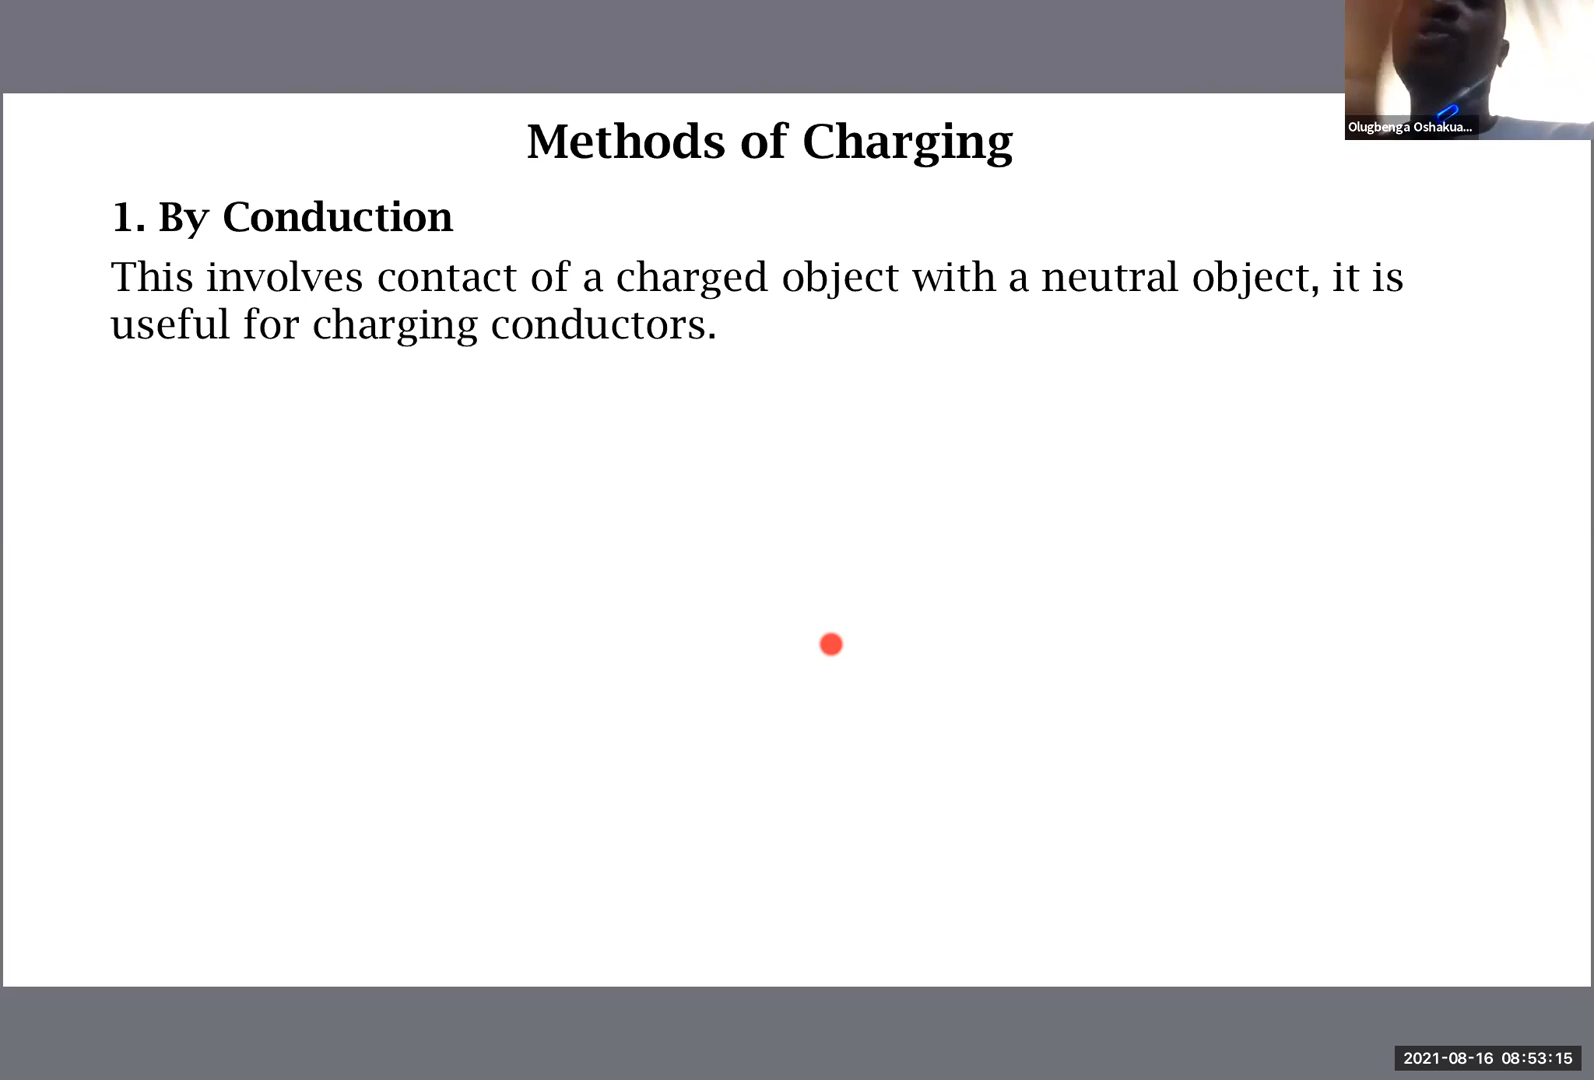 Olugbenga Oshakua...
Methods of Charging
1. By Conduction
This involves contact of a charged object with a neutral object, it is
useful for charging conductors.
2021-08-16 08:53:15